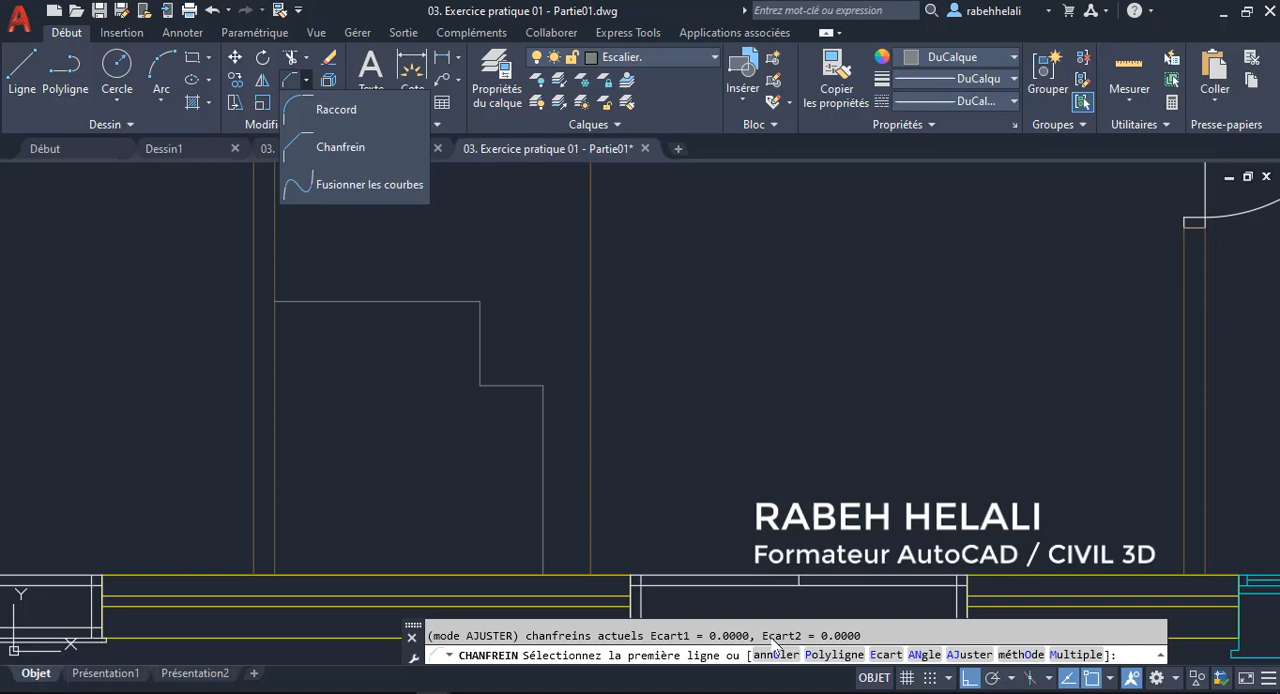 03. Exercice pratique 01 - Partie01.dwg
Entrez mot-clé ou expression
rabehhelali
Début Insertion Annoter Paramétrique Vue Gérer Sortie Compléments Collaborer Express Tools Applications associées
Ligne Polyligne Cercle Arc
Dessin
Raccord
Chanfrein
Fusionner les courbes
Propriétés du calque
Escalier.
Calques
Insérer
Bloc
Copier les propriétés
DuCalque
DuCalqu
DuCal...
Propriétés
Grouper
Groupes
Mesurer
Utilitaires
Coller
Presse-papiers
Début
Dessin1
03.
03. Exercice pratique 01 - Partie01*
RABEH HELALI
Formateur AutoCAD / CIVIL 3D
Y
X
(mode AJUSTER) chanfreins actuels Ecart1 = 0.0000, Ecart2 = 0.0000
CHANFREIN Sélectionnez la première ligne ou [annUler Polyligne Ecart ANgle AJuster méthOde Multiple]:
Objet Présentation1 Présentation2
OBJET